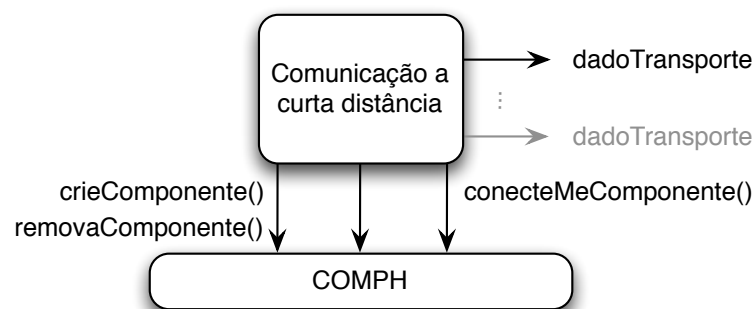 Comunicação a
curta distância
dadoTransporte
⋮
dadoTransporte
crieComponente()
removaComponente()
conecteMeComponente()
COMPH